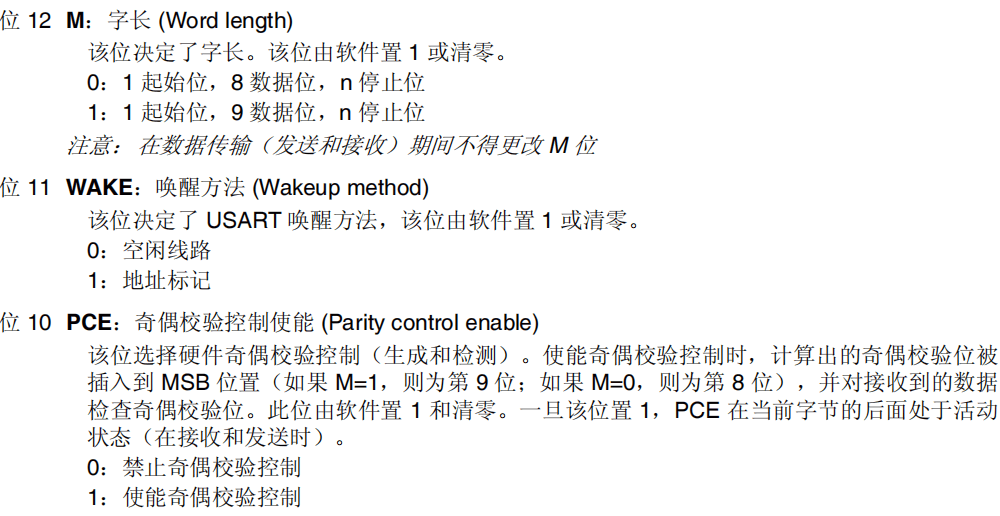 位 12 M：字长 (Word length)
该位决定了字长。该位由软件置 1 或清零。
0：1 起始位，8 数据位，n 停止位
1：1 起始位，9 数据位，n 停止位
注意： 在数据传输（发送和接收）期间不得更改 M 位
位 11 WAKE：唤醒方法 (Wakeup method)
该位决定了 USART 唤醒方法，该位由软件置 1 或清零。
0：空闲线路
1：地址标记
位 10 PCE：奇偶校验控制使能 (Parity control enable)
该位选择硬件奇偶校验控制（生成和检测）。使能奇偶校验控制时，计算出的奇偶校验位被
插入到 MSB 位置（如果 M=1，则为第 9 位；如果 M=0，则为第 8 位），并对接收到的数据
检查奇偶校验位。此位由软件置 1 和清零。一旦该位置 1，PCE 在当前字节的后面处于活动
状态（在接收和发送时）。
0：禁止奇偶校验控制
1：使能奇偶校验控制